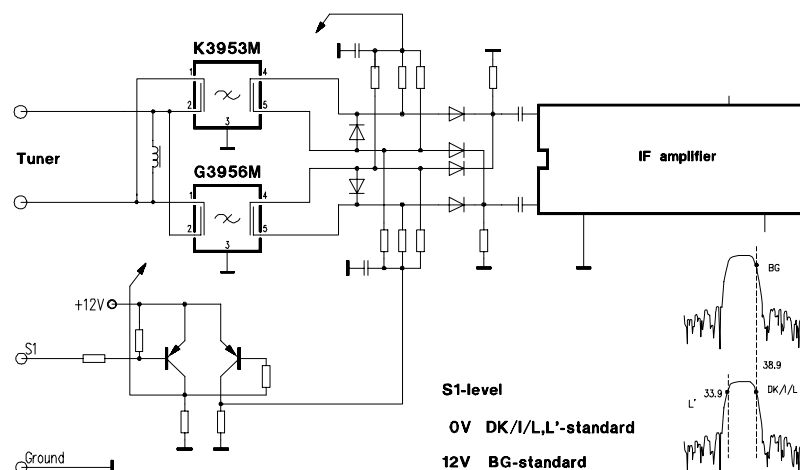 K3953M
1
4
2
5
3
Tuner
IF amplifier
G3956M
1
4
2
5
3
BG
+12V
S1
38.9
S1-level
L' 33.9 DK/I/L
0V DK/I/L,L'-standard
Ground
12V BG-standard